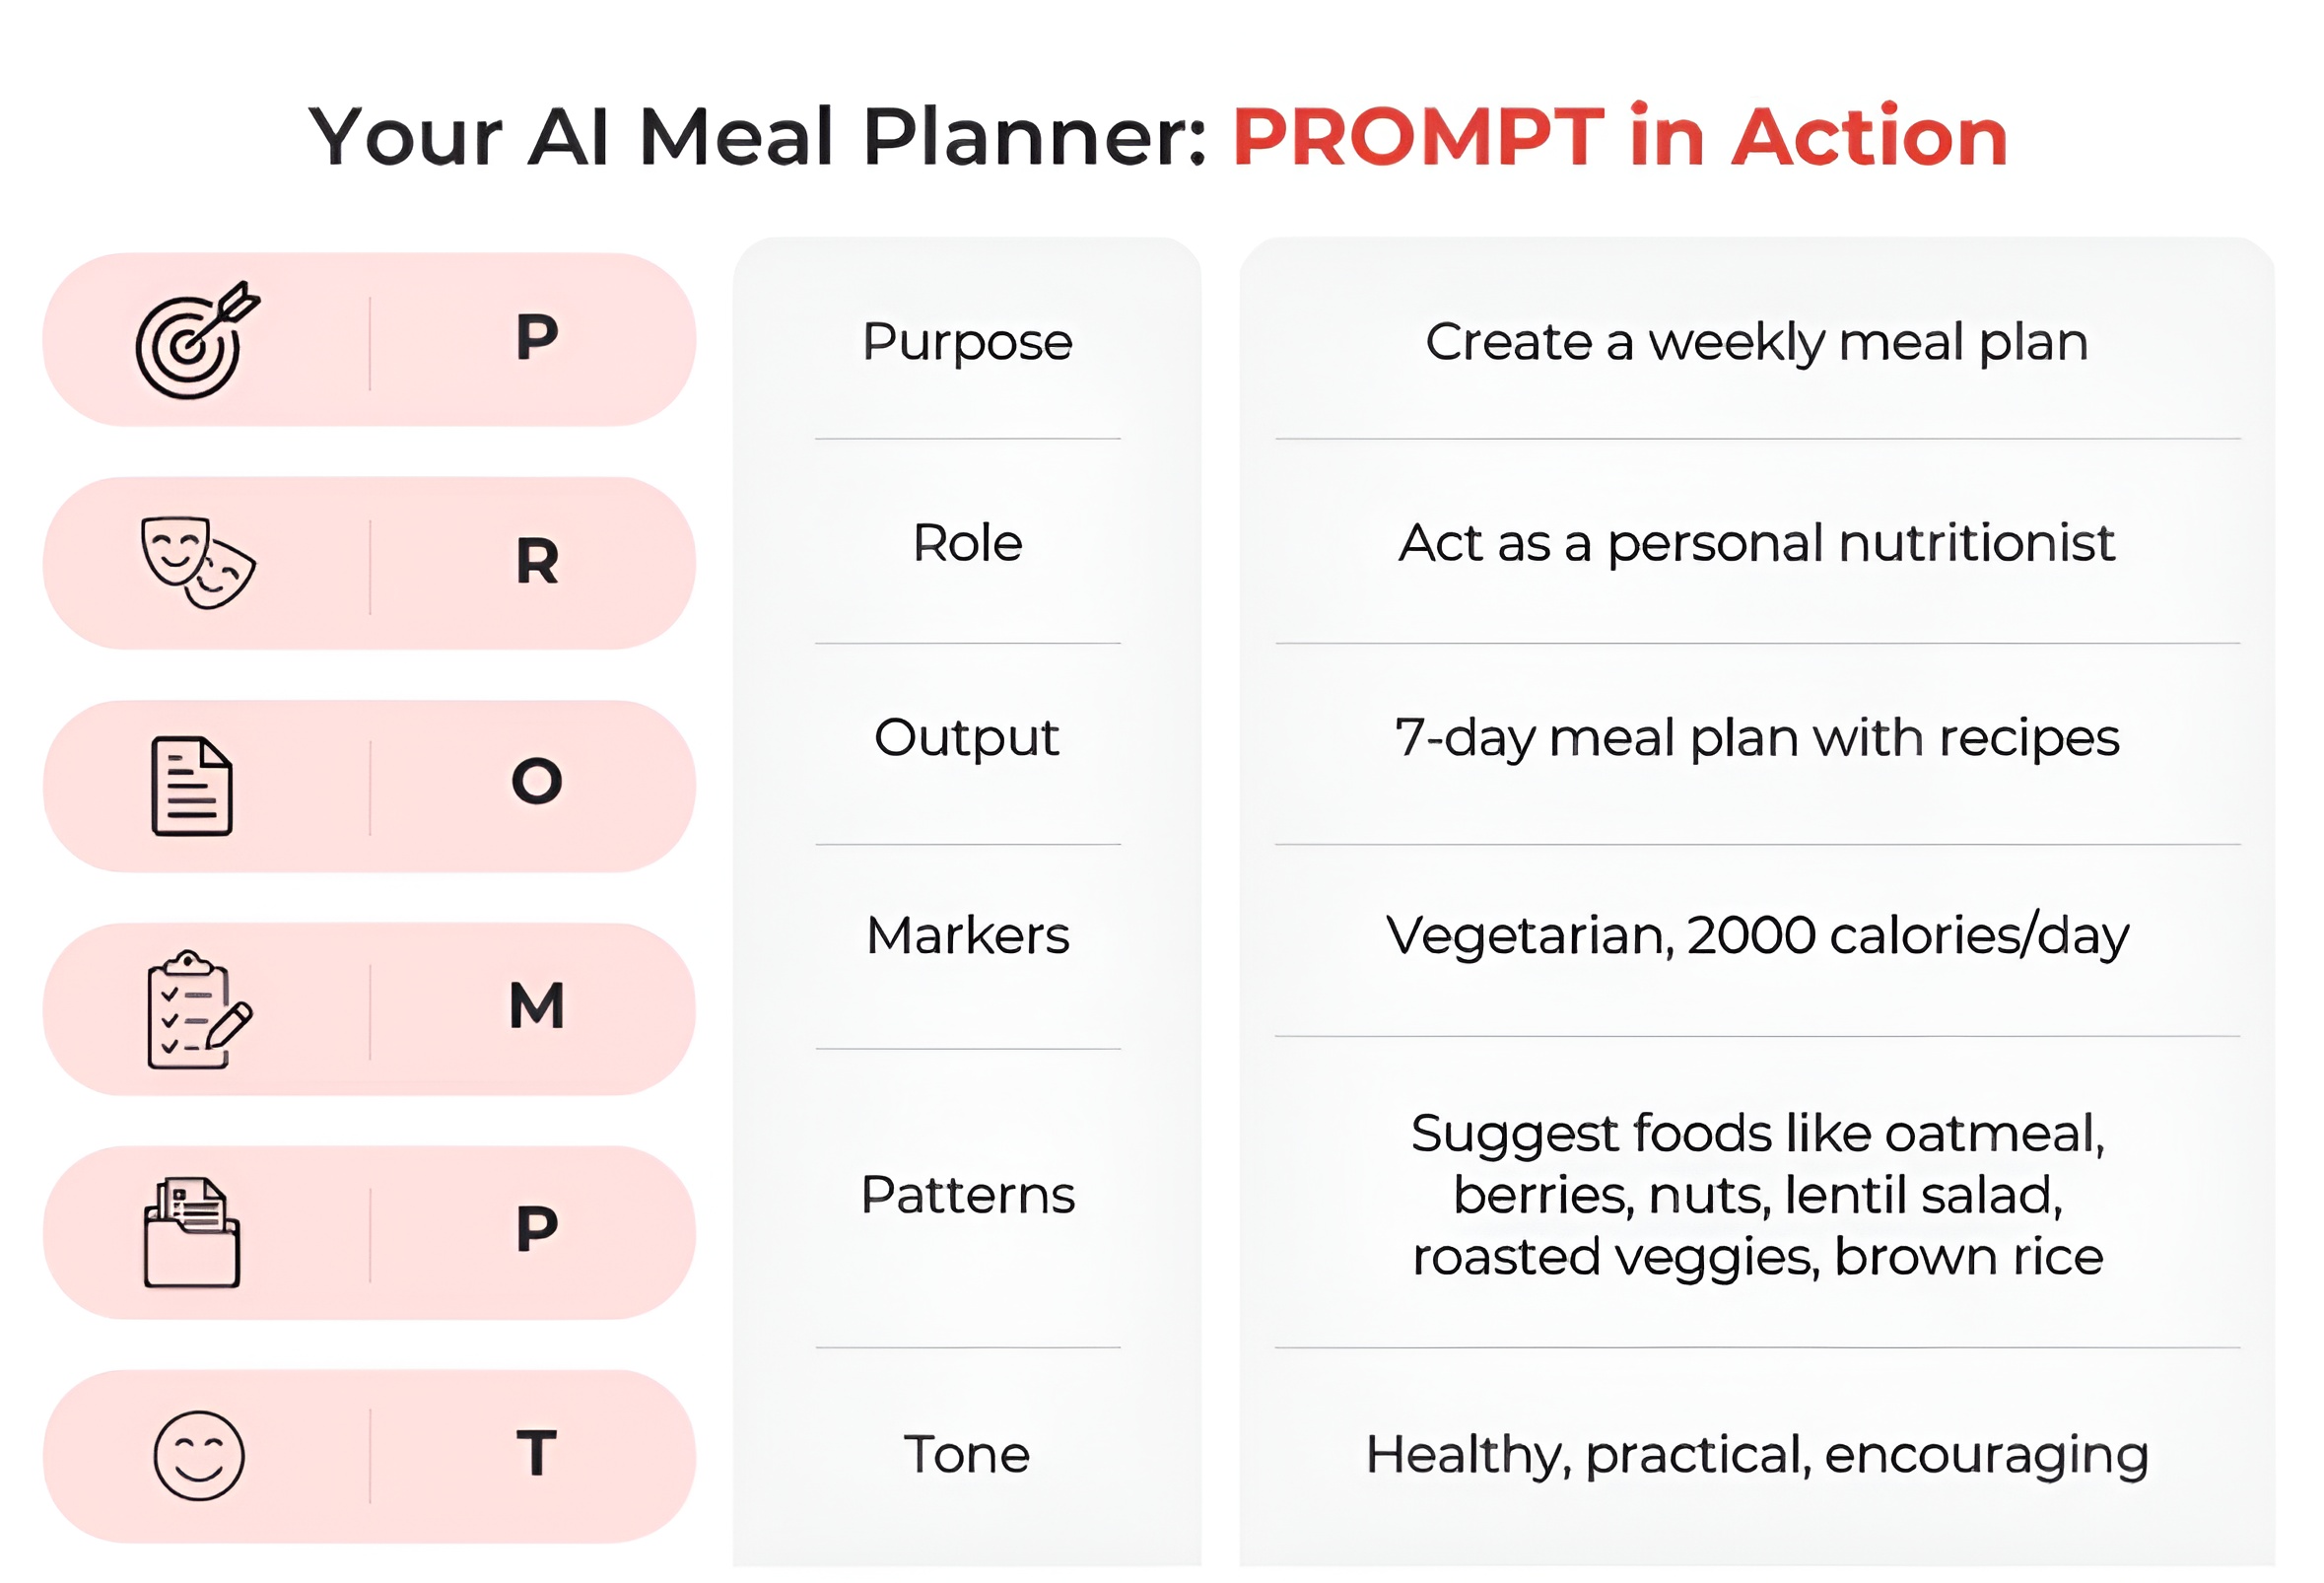 Your AI Meal Planner: PROMPT in Action
P
Purpose
Create a weekly meal plan
R
Role
Act as a personal nutritionist
O
Output
7-day meal plan with recipes
M
Markers
Vegetarian, 2000 calories/day
P
Patterns
Suggest foods like oatmeal,
berries, nuts, lentil salad,
roasted veggies, brown rice
T
Tone
Healthy, practical, encouraging